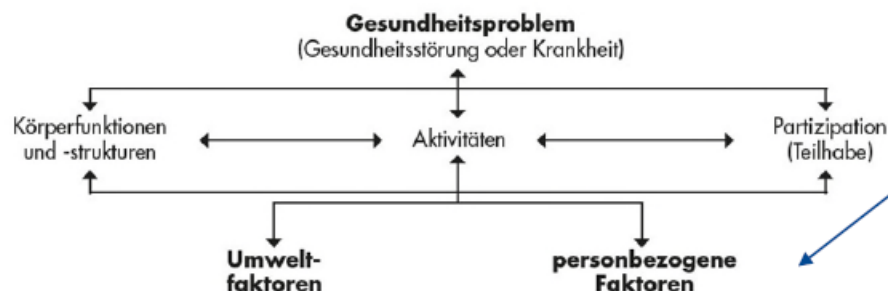 Gesundheitsproblem
(Gesundheitsstörung oder Krankheit)
Körperfunktionen
und -strukturen
Aktivitäten
Partizipation
(Teilhabe)
Umwelt-
faktoren
personbezogene
Faktoren